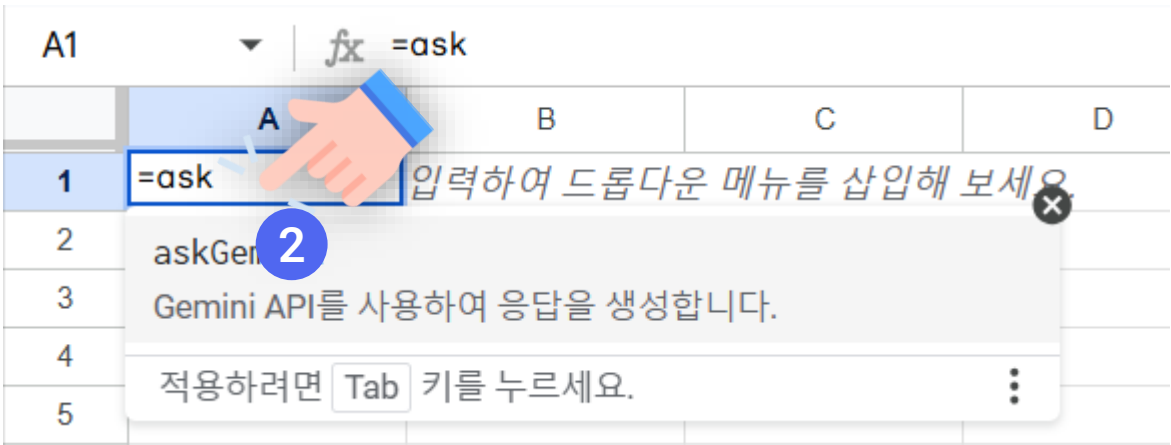 A1 fx =ask
A B C D
1 =ask 입력하여 드롭다운 메뉴를 삽입해 보세요.
2 2
askGem
3 Gemini API를 사용하여 응답을 생성합니다.
4
적용하려면 Tab 키를 누르세요.
5